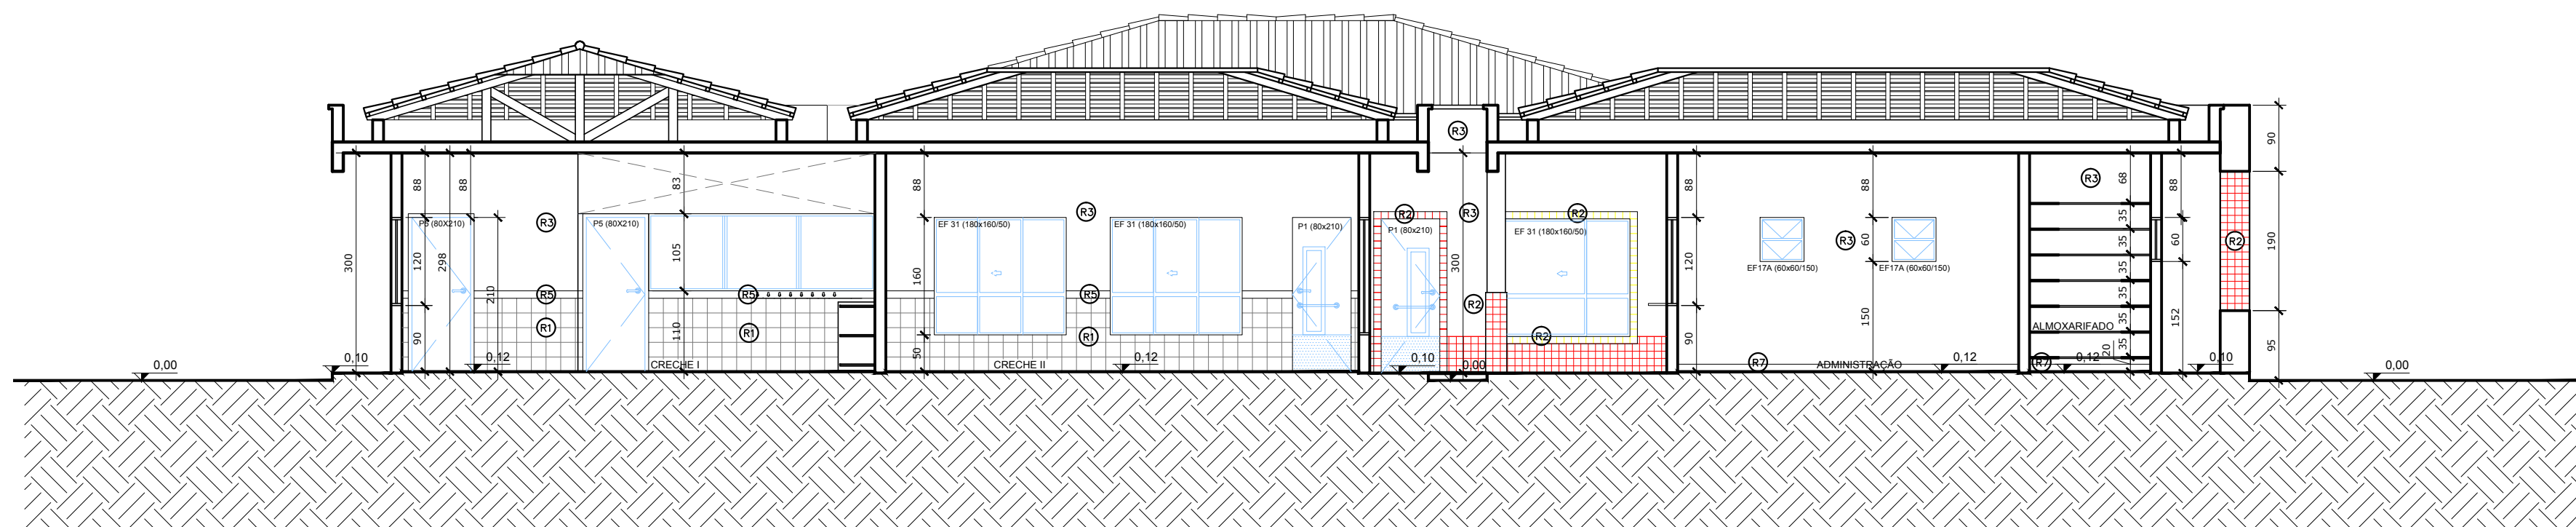 R3
90
300
88
298
88
83
88
R3
88
88
R3
68
88
P5 (80X210)
P5 (80X210)
R3
R3
EF 31 (180x160/50)
EF 31 (180x160/50)
P1 (80x210)
R2
P1 (80x210)
R3
R2
EF 31 (180x160/50)
120
210
105
160
300
120
60
R3
EF17A (60x60/150)
EF17A (60x60/150)
35
35
35
35
35
35
20
60
R2
190
R5
R5
R5
R1
R1
R1
R2
R2
90
110
50
90
150
152
95
ALMOXARIFADO
0,00
0,10
0,12
CRECHE I
CRECHE II
0,12
0,10
0,00
R7
ADMINISTRAÇÃO
0,12
R7
0,12
0,10
0,00